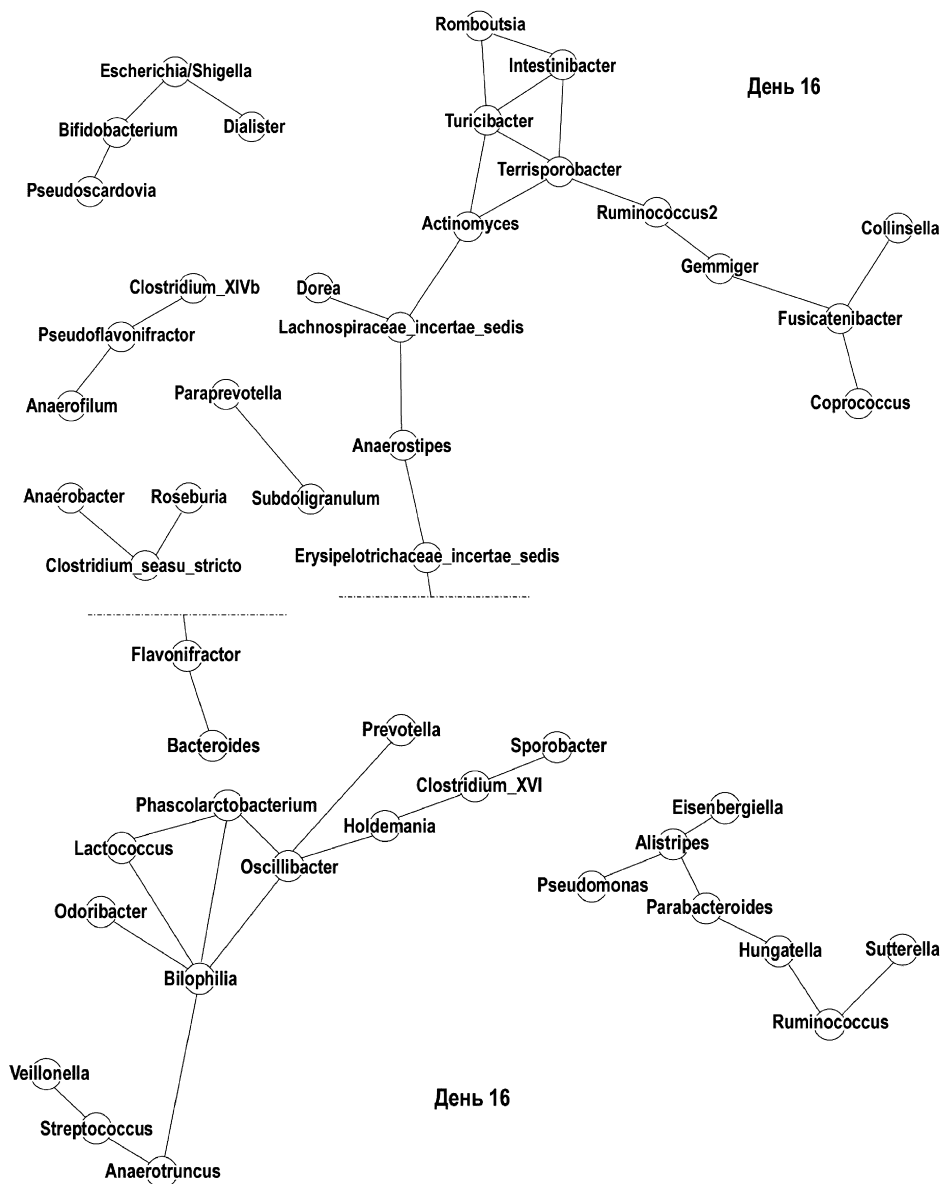 Romboutsia
Escherichia/Shigella
Intestinibacter
День 16
Bifidobacterium
Dialister
Turicibacter
Pseudoscardovia
Terrisporobacter
Actinomyces
Ruminococcus2
Collinsella
Gemmiger
Clostridium_XIVb
Dorea
Pseudoflavonifractor
Lachnospiraceae_incertae_sedis
Fusicatenibacter
Anaerofilum
Paraprevotella
Coprococcus
Anaerostipes
Anaerobacter
Roseburia
Subdoligranulum
Clostridium_seasu_stricto
Erysipelotrichaceae_incertae_sedis
Flavonifractor
Bacteroides
Prevotella
Sporobacter
Clostridium_XVI
Phascolarctobacterium
Holdemania
Eisenbergiella
Lactococcus
Oscillibacter
Alistripes
Pseudomonas
Odoribacter
Parabacteroides
Bilophilia
Hungatella
Sutterella
Ruminococcus
Veillonella
День 16
Streptococcus
Anaerotruncus